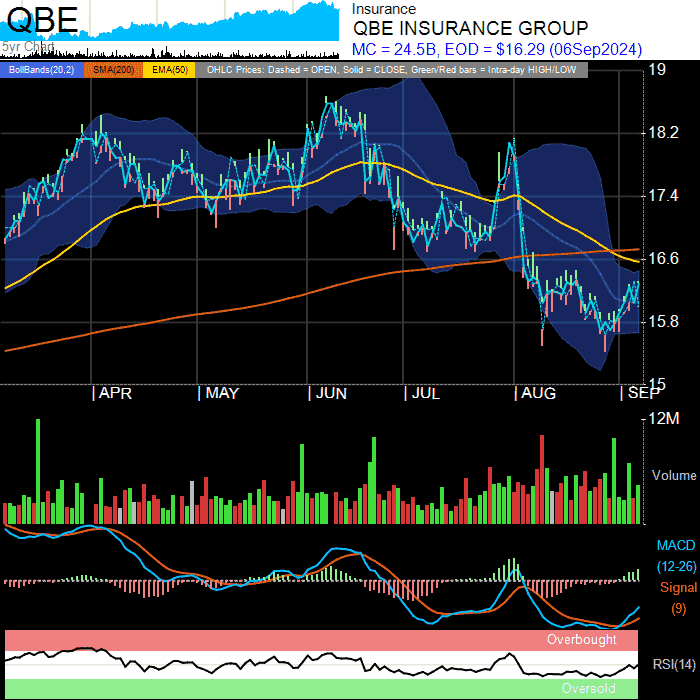 QBE
5yr Chart
Insurance
QBE INSURANCE GROUP
MC = 24.5B, EOD = $16.29 (06Sep2024)
BollBands(20,2) SMA(200) EMA(50) OHLC Prices: Dashed = OPEN, Solid = CLOSE, Green/Red bars = Intra-day HIGH/LOW
19
18.2
17.4
16.6
15.8
15
APR MAY JUN JUL AUG SEP
12M
Volume
MACD
(12-26)
Signal
(9)
Overbought
RSI(14)
Oversold